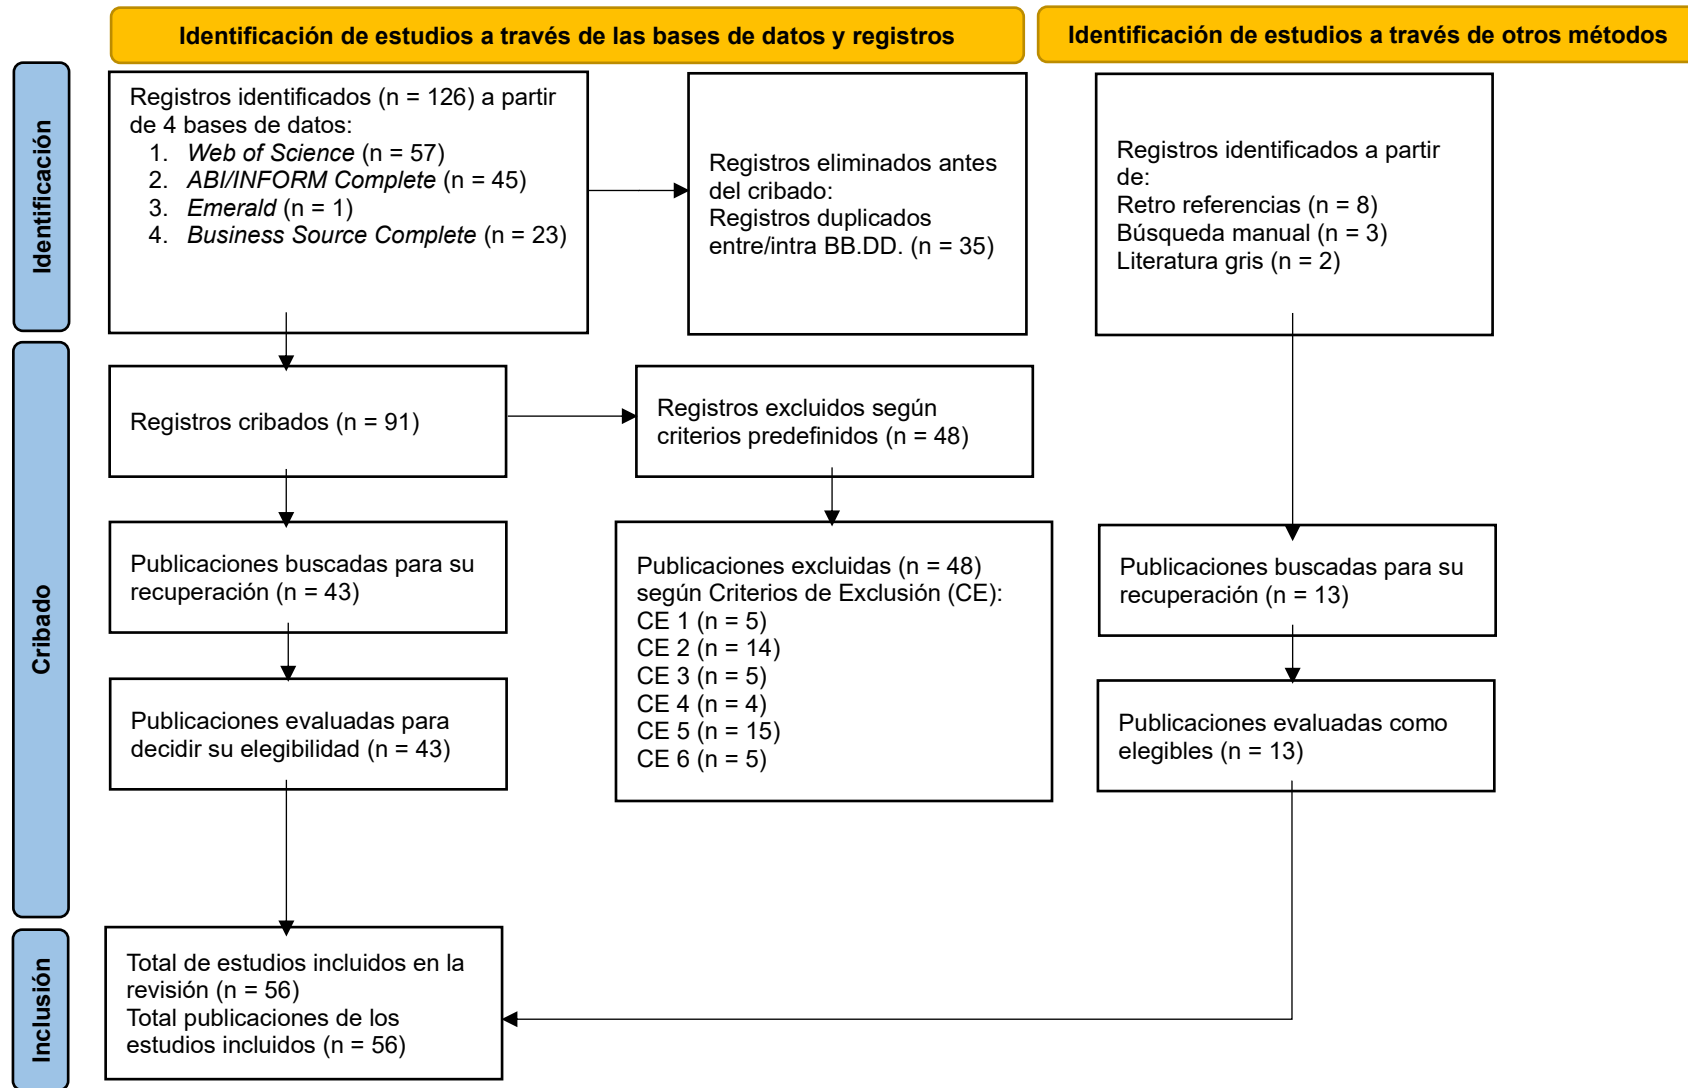 Identificación de estudios a través de las bases de datos y registros
Identificación de estudios a través de otros métodos
Identificación
Registros identificados (n = 126) a partir
de 4 bases de datos:
1. Web of Science (n = 57)
2. ABI/INFORM Complete (n = 45)
3. Emerald (n = 1)
4. Business Source Complete (n = 23)
Registros eliminados antes
del cribado:
Registros duplicados
entre/intra BB.DD. (n = 35)
Registros identificados a partir
de:
Retro referencias (n = 8)
Búsqueda manual (n = 3)
Literatura gris (n = 2)
Cribado
Registros cribados (n = 91)
Registros excluidos según
criterios predefinidos (n = 48)
Publicaciones buscadas para su
recuperación (n = 43)
Publicaciones excluidas (n = 48)
según Criterios de Exclusión (CE):
CE 1 (n = 5)
CE 2 (n = 14)
CE 3 (n = 5)
CE 4 (n = 4)
CE 5 (n = 15)
CE 6 (n = 5)
Publicaciones buscadas para su
recuperación (n = 13)
Publicaciones evaluadas para
decidir su elegibilidad (n = 43)
Publicaciones evaluadas como
elegibles (n = 13)
Inclusión
Total de estudios incluidos en la
revisión (n = 56)
Total publicaciones de los
estudios incluidos (n = 56)